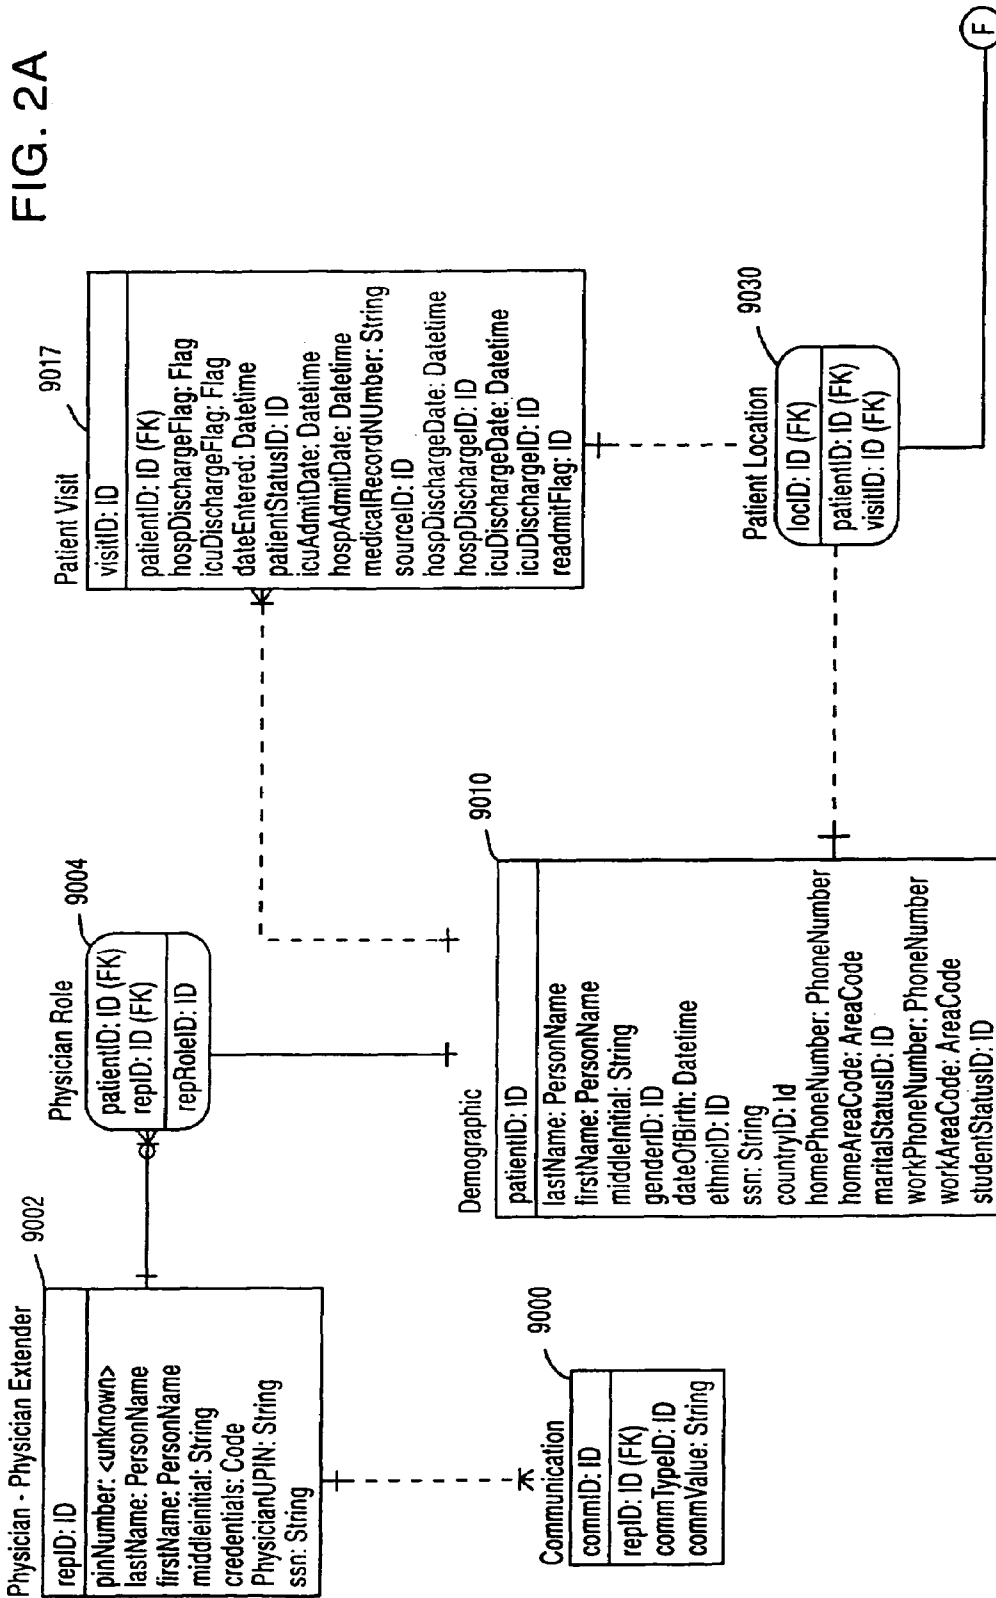 FIG. 2A
Physician - Physician Extender
9002
repID: ID
pinNumber: <unknown>
lastName: PersonName
firstName: PersonName
middleInitial: String
credentials: Code
PhysicianUPIN: String
ssn: String
Physician Role
9004
patientID: ID (FK)
repID: ID (FK)
repRoleID: ID
Patient Visit
9017
visitID: ID
patientID: ID (FK)
hospDischargeFlag: Flag
icuDischargeFlag: Flag
dateEntered: Datetime
patientStatusID: ID
icuAdmitDate: Datetime
hospAdmitDate: Datetime
medicalRecordNUmber: String
sourceID: ID
hospDischargeDate: Datetime
hospDischargeID: ID
icuDischargeDate: Datetime
icuDischargeID: ID
readmitFlag: ID
Communication
9000
commID: ID
repID: ID (FK)
commTypeID: ID
commValue: String
Demographic
9010
patientID: ID
lastName: PersonName
firstName: PersonName
middleInitial: String
genderID: ID
dateOfBirth: Datetime
ethnicID: ID
ssn: String
countryID: Id
homePhoneNumber: PhoneNumber
homeAreaCode: AreaCode
maritalStatusID: ID
workPhoneNumber: PhoneNumber
workAreaCode: AreaCode
studentStatusID: ID
Patient Location
9030
locID: ID (FK)
patientID: ID (FK)
visitID: ID (FK)
F